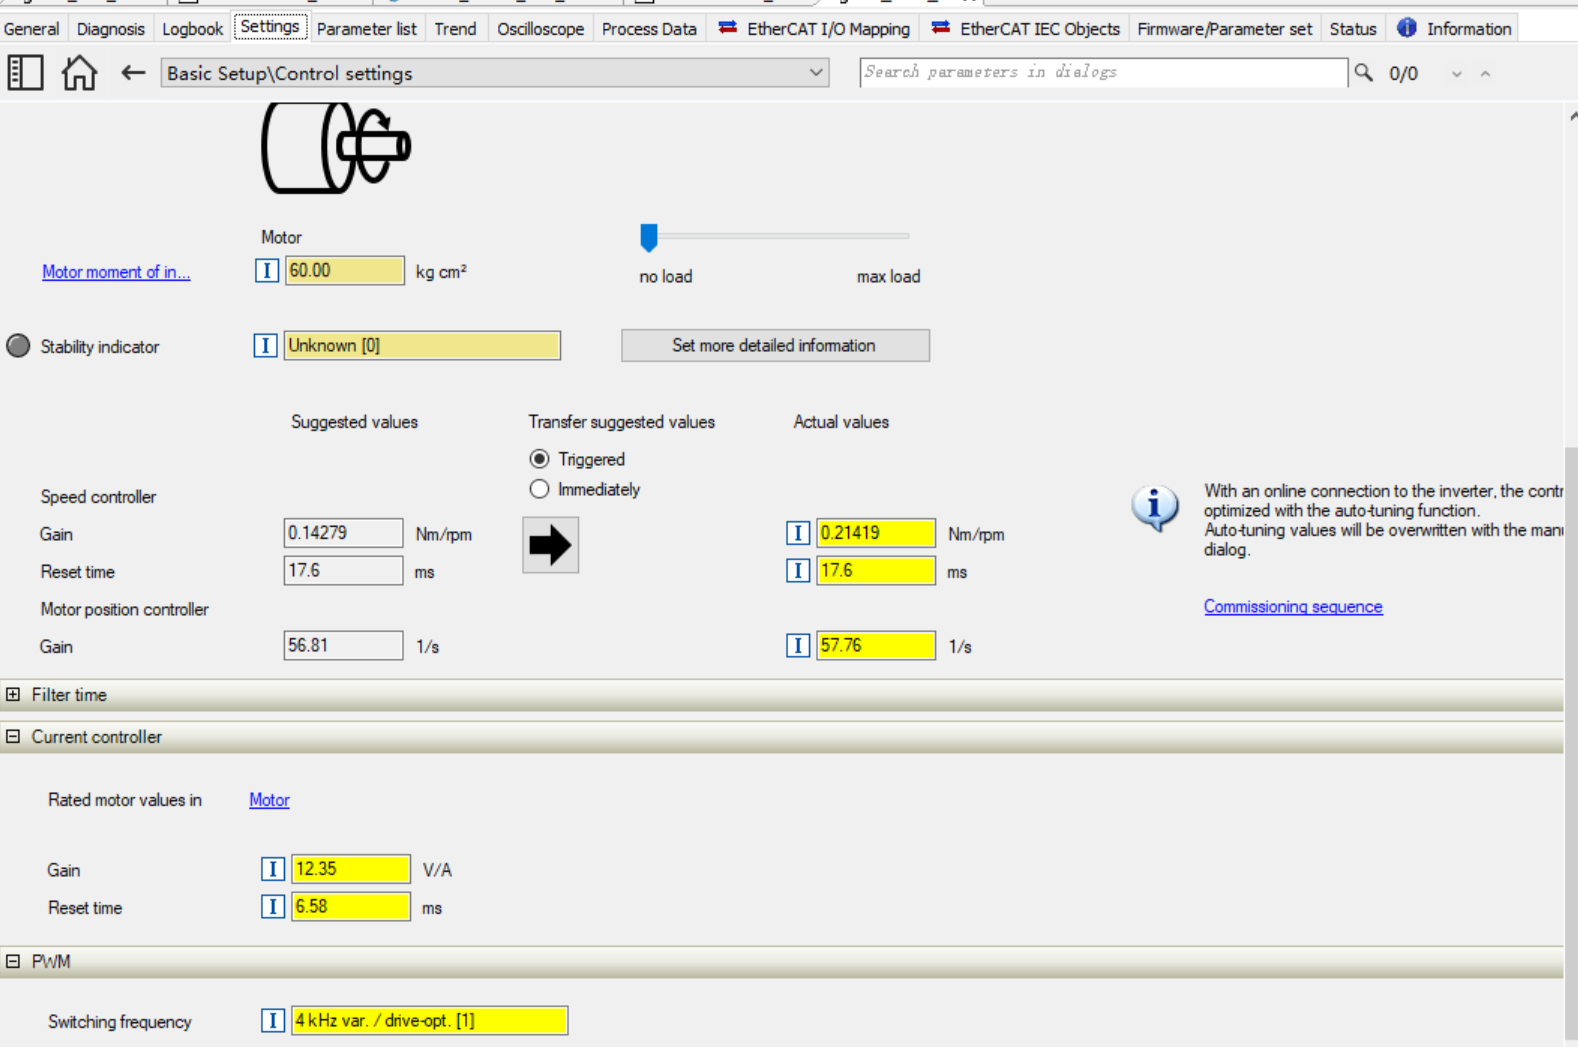 General Diagnosis Logbook Settings Parameter list Trend Oscilloscope Process Data EtherCAT I/O Mapping EtherCAT IEC Objects Firmware/Parameter set Status Information
Basic Setup\Control settings Search parameters in dialogs 0/0
Motor
Motor moment of in... I 60.00 kg cm²
no load max load
Stability indicator I Unknown [0] Set more detailed information
Suggested values Transfer suggested values Actual values
Triggered
Immediately
Speed controller
Gain 0.14279 Nm/rpm I 0.21419 Nm/rpm
Reset time 17.6 ms I 17.6 ms
Motor position controller
Gain 56.81 1/s I 57.76 1/s
With an online connection to the inverter, the contr
optimized with the auto-tuning function.
Auto-tuning values will be overwritten with the manu
dialog.
Commissioning sequence
Filter time
Current controller
Rated motor values in Motor
Gain I 12.35 V/A
Reset time I 6.58 ms
PWM
Switching frequency I 4 kHz var. / drive-opt. [1]